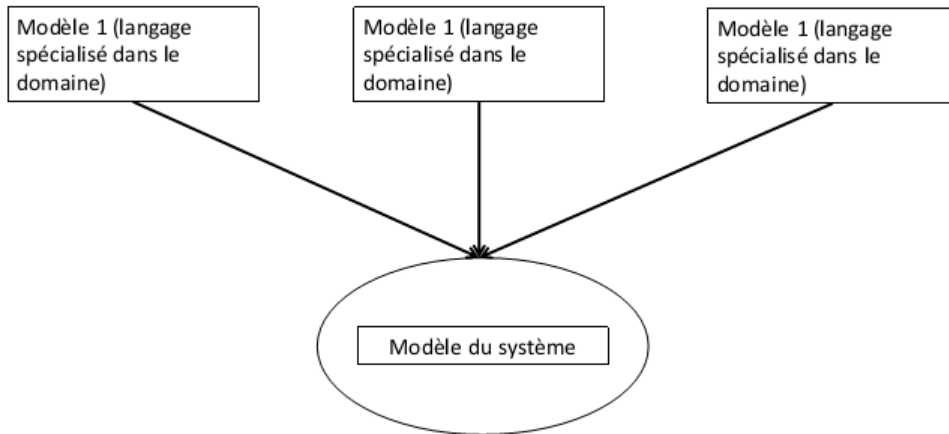 Modèle 1 (langage
spécialisé dans le
domaine)
Modèle 1 (langage
spécialisé dans le
domaine)
Modèle 1 (langage
spécialisé dans le
domaine)
Modèle du système